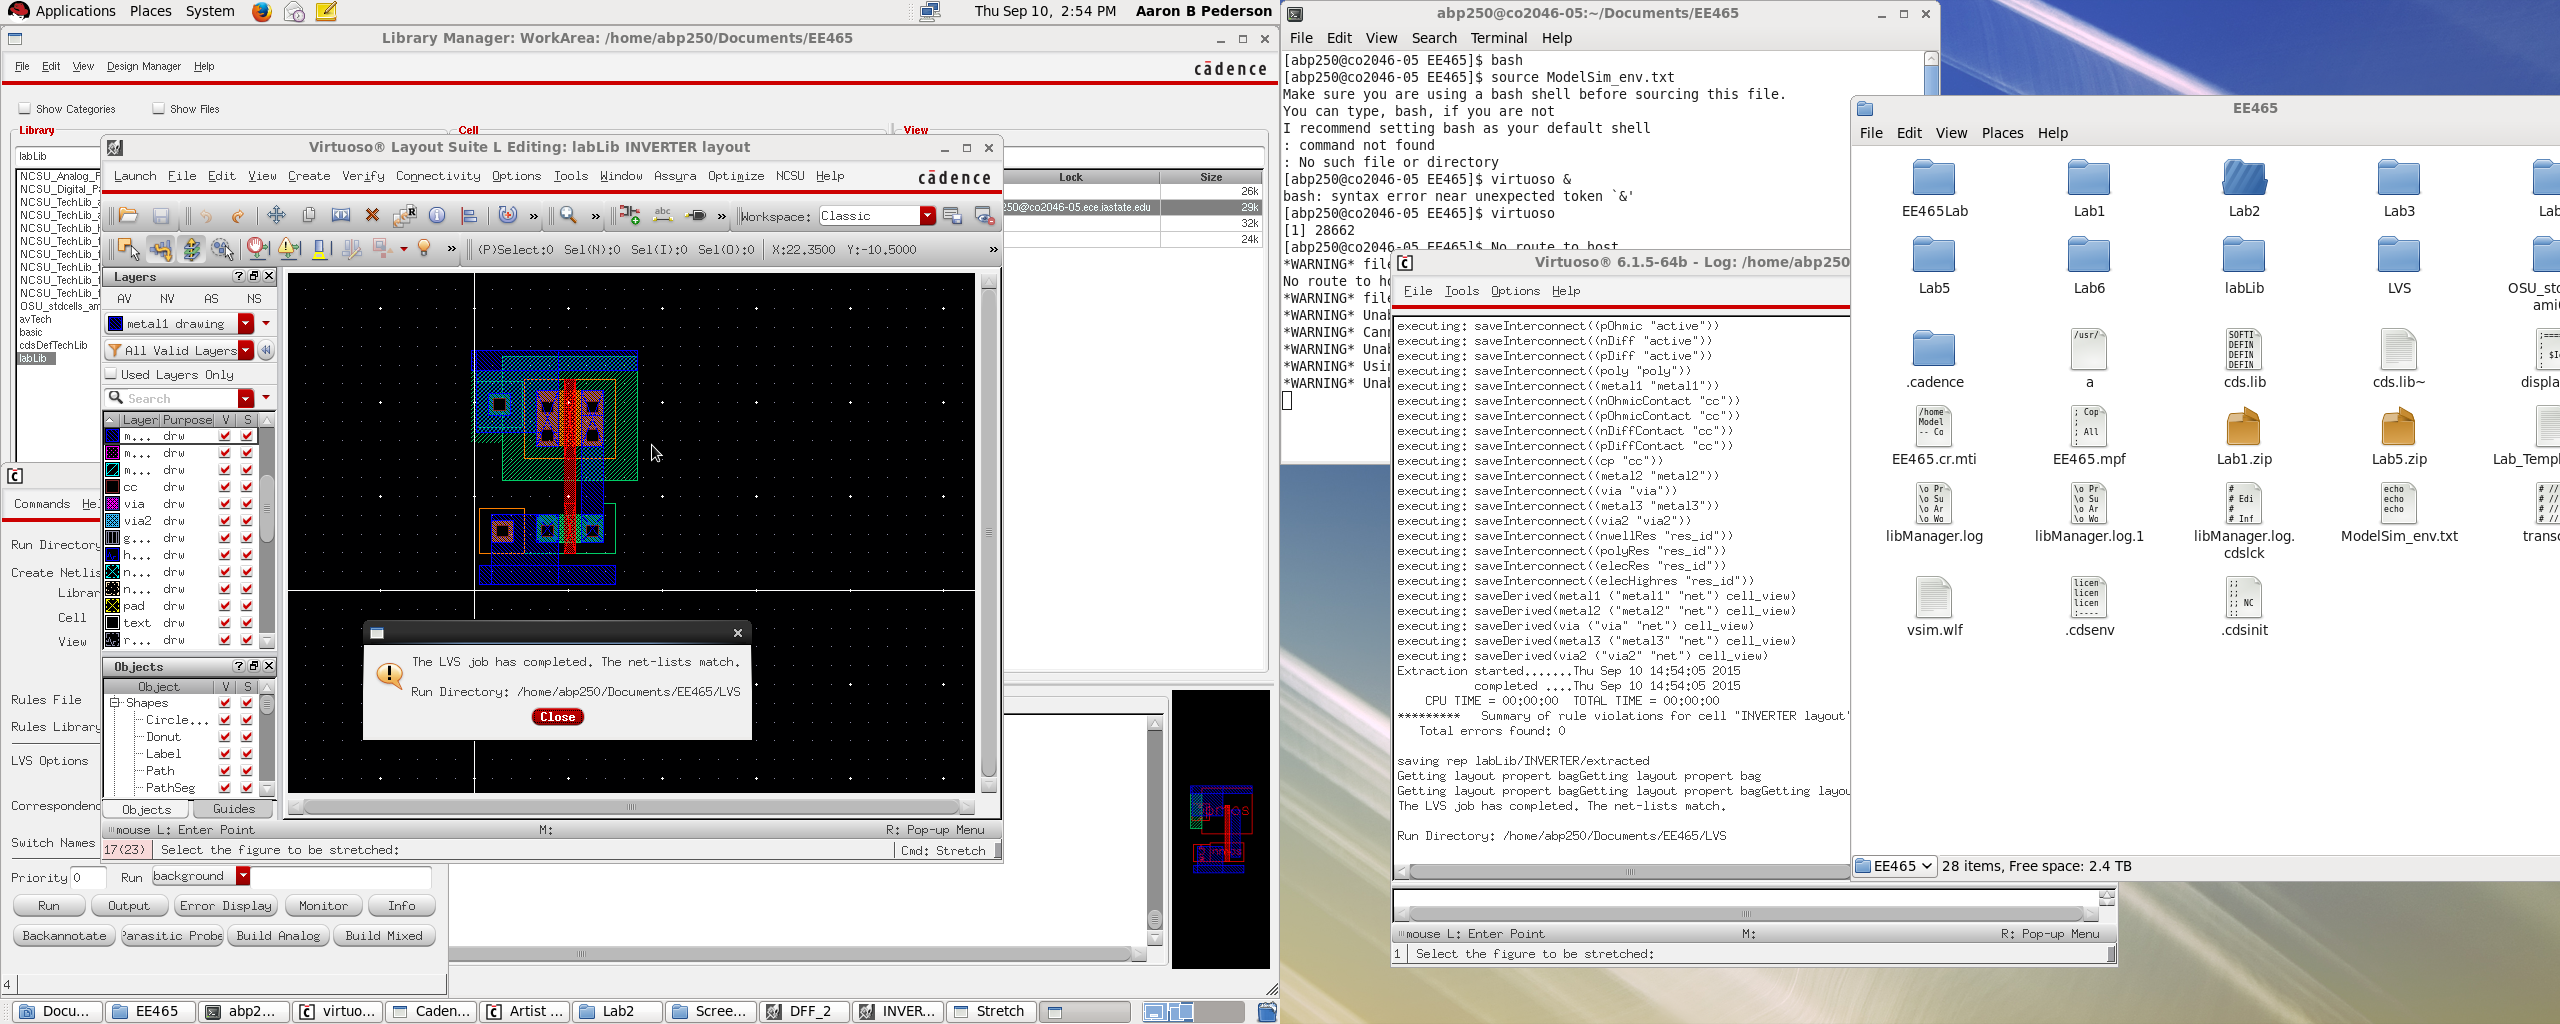 Applications Places System
Thu Sep 10, 2:54 PM Aaron B Pederson
Library Manager: WorkArea: /home/abp250/Documents/EE465
File Edit View Design Manager Help
cādence
Show Categories Show Files
Library Cell View
labLib
NCSU_Analog_P
NCSU_Digital_P
NCSU_TechLib_
NCSU_TechLib_
NCSU_TechLib_
NCSU_TechLib_
NCSU_TechLib_
NCSU_TechLib_
NCSU_TechLib_
NCSU_TechLib_
OSU_stdcells_am
avTech
basic
cdsDefTechLib
labLib
Lock Size
26k
250@co2046-05.ece.iastate.edu 29k
32k
24k
Virtuoso® Layout Suite L Editing: labLib INVERTER layout
Launch File Edit View Create Verify Connectivity Options Tools Window Assura Optimize NCSU Help
cādence
Workspace: Classic
(P)Select:0 Sel(N):0 Sel(I):0 Sel(O):0 X:22.3500 Y:-10.5000
Layers
AV NV AS NS
metal1 drawing
All Valid Layers
Used Layers Only
Search
Layer Purpose V S
m... drw
m... drw
m... drw
cc drw
via drw
via2 drw
g... drw
h... drw
n... drw
n... drw
pad drw
text drw
r... drw
Objects
Object V S
Shapes
Circle...
Donut
Label
Path
PathSeg
Objects Guides
The LVS job has completed. The net-lists match.
Run Directory: /home/abp250/Documents/EE465/LVS
Close
mouse L: Enter Point M: R: Pop-up Menu
17(23) Select the figure to be stretched: Cmd: Stretch
Commands He
Run Directory
Create Netlis
Librar
Cell
View
Rules File
Rules Library
LVS Options
Correspondenc
Switch Names
Priority 0 Run background
Run Output Error Display Monitor Info
Backannotate Parasitic Probe Build Analog Build Mixed
4
abp250@co2046-05:~/Documents/EE465
File Edit View Search Terminal Help
[abp250@co2046-05 EE465]$ bash
[abp250@co2046-05 EE465]$ source ModelSim_env.txt
Make sure you are using a bash shell before sourcing this file.
You can type, bash, if you are not
I recommend setting bash as your default shell
: command not found
: No such file or directory
[abp250@co2046-05 EE465]$ virtuoso &
bash: syntax error near unexpected token `&'
[abp250@co2046-05 EE465]$ virtuoso
[1] 28662
[abp250@co2046-05 EE465]$ No route to host
*WARNING* file
No route to ho
*WARNING* file
*WARNING* Unab
*WARNING* Cann
*WARNING* Unab
*WARNING* Usin
*WARNING* Unab
Virtuoso® 6.1.5-64b - Log: /home/abp250
File Tools Options Help
executing: saveInterconnect((pOhmic "active"))
executing: saveInterconnect((nDiff "active"))
executing: saveInterconnect((pDiff "active"))
executing: saveInterconnect((poly "poly"))
executing: saveInterconnect((metal1 "metal1"))
executing: saveInterconnect((nOhmicContact "cc"))
executing: saveInterconnect((pOhmicContact "cc"))
executing: saveInterconnect((nDiffContact "cc"))
executing: saveInterconnect((pDiffContact "cc"))
executing: saveInterconnect((cp "cc"))
executing: saveInterconnect((metal2 "metal2"))
executing: saveInterconnect((via "via"))
executing: saveInterconnect((metal3 "metal3"))
executing: saveInterconnect((via2 "via2"))
executing: saveInterconnect((nwellRes "res_id"))
executing: saveInterconnect((polyRes "res_id"))
executing: saveInterconnect((elecRes "res_id"))
executing: saveInterconnect((elecHighres "res_id"))
executing: saveDerived(metal1 ("metal1" "net") cell_view)
executing: saveDerived(metal2 ("metal2" "net") cell_view)
executing: saveDerived(via ("via" "net") cell_view)
executing: saveDerived(metal3 ("metal3" "net") cell_view)
executing: saveDerived(via2 ("via2" "net") cell_view)
Extraction started.......Thu Sep 10 14:54:05 2015
completed ....Thu Sep 10 14:54:05 2015
CPU TIME = 00:00:00 TOTAL TIME = 00:00:00
********* Summary of rule violations for cell "INVERTER layout"
Total errors found: 0
saving rep labLib/INVERTER/extracted
Getting layout propert bagGetting layout propert bag
Getting layout propert bagGetting layout propert bagGetting layou
The LVS job has completed. The net-lists match.
Run Directory: /home/abp250/Documents/EE465/LVS
mouse L: Enter Point M: R: Pop-up Menu
1 Select the figure to be stretched:
EE465
File Edit View Places Help
EE465Lab Lab1 Lab2 Lab3 Lab
Lab5 Lab6 labLib LVS OSU_std
ami
.cadence a cds.lib cds.lib~ displa
EE465.cr.mti EE465.mpf Lab1.zip Lab5.zip Lab_Templ
libManager.log libManager.log.1 libManager.log.cdslck ModelSim_env.txt transc
vsim.wlf .cdsenv .cdsinit
EE465 28 items, Free space: 2.4 TB
Docu... EE465 abp2... virtuo... Caden... Artist ... Lab2 Scree... DFF_2 INVER... Stretch